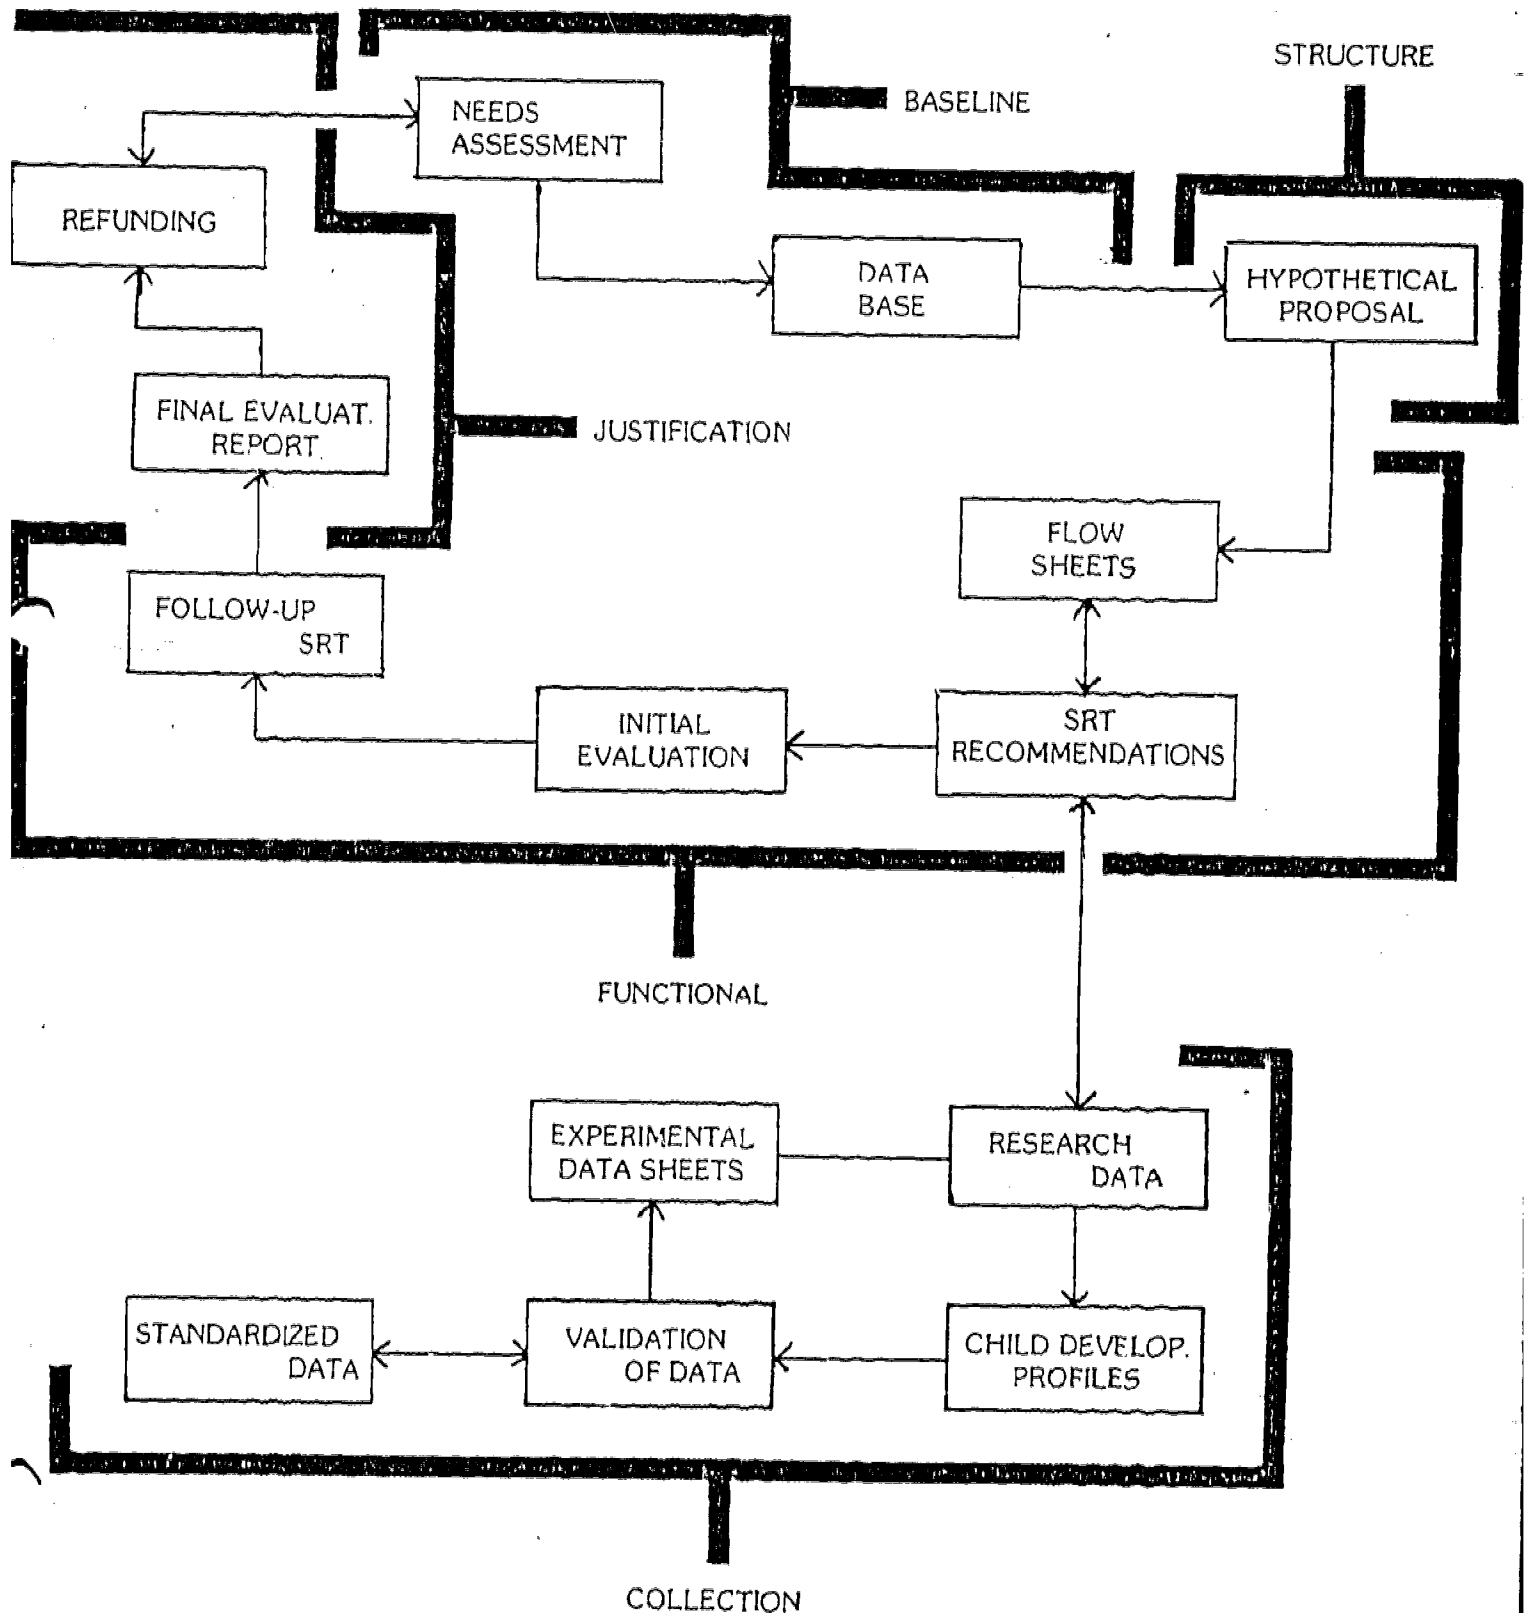 STRUCTURE
BASELINE
NEEDS
ASSESSMENT
REFUNDING
DATA
BASE
HYPOTHETICAL
PROPOSAL
FINAL EVALUAT.
REPORT.
JUSTIFICATION
FLOW
SHEETS
FOLLOW-UP
SRT
INITIAL
EVALUATION
SRT
RECOMMENDATIONS
FUNCTIONAL
EXPERIMENTAL
DATA SHEETS
RESEARCH
DATA
STANDARDIZED
DATA
VALIDATION
OF DATA
CHILD DEVELOP.
PROFILES
COLLECTION